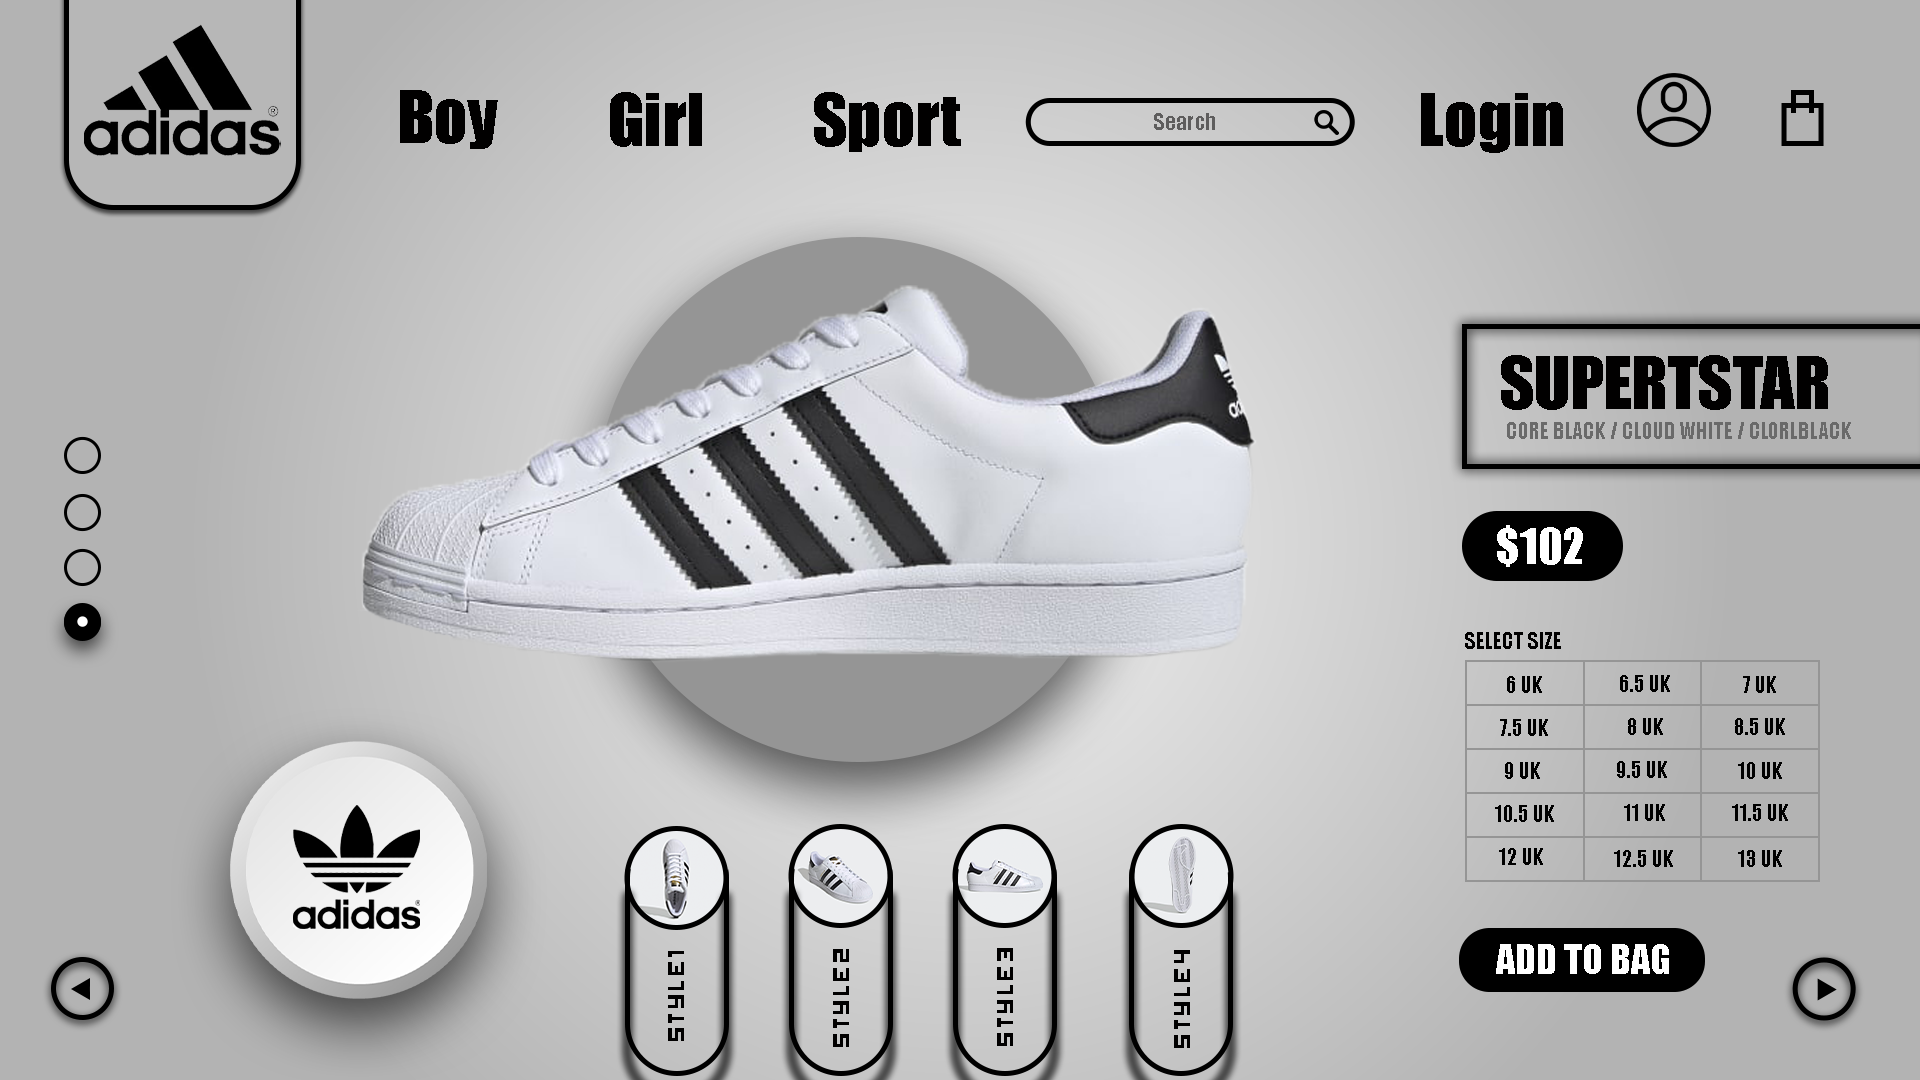 adidas®
Boy Girl Sport Search Login
SUPERTSTAR
CORE BLACK / CLOUD WHITE / CLORLBLACK
$102
SELECT SIZE
6 UK 6.5 UK 7 UK
7.5 UK 8 UK 8.5 UK
9 UK 9.5 UK 10 UK
10.5 UK 11 UK 11.5 UK
12 UK 12.5 UK 13 UK
ADD TO BAG
adidas
STYLE1
STYLE2
STYLE3
STYLE4